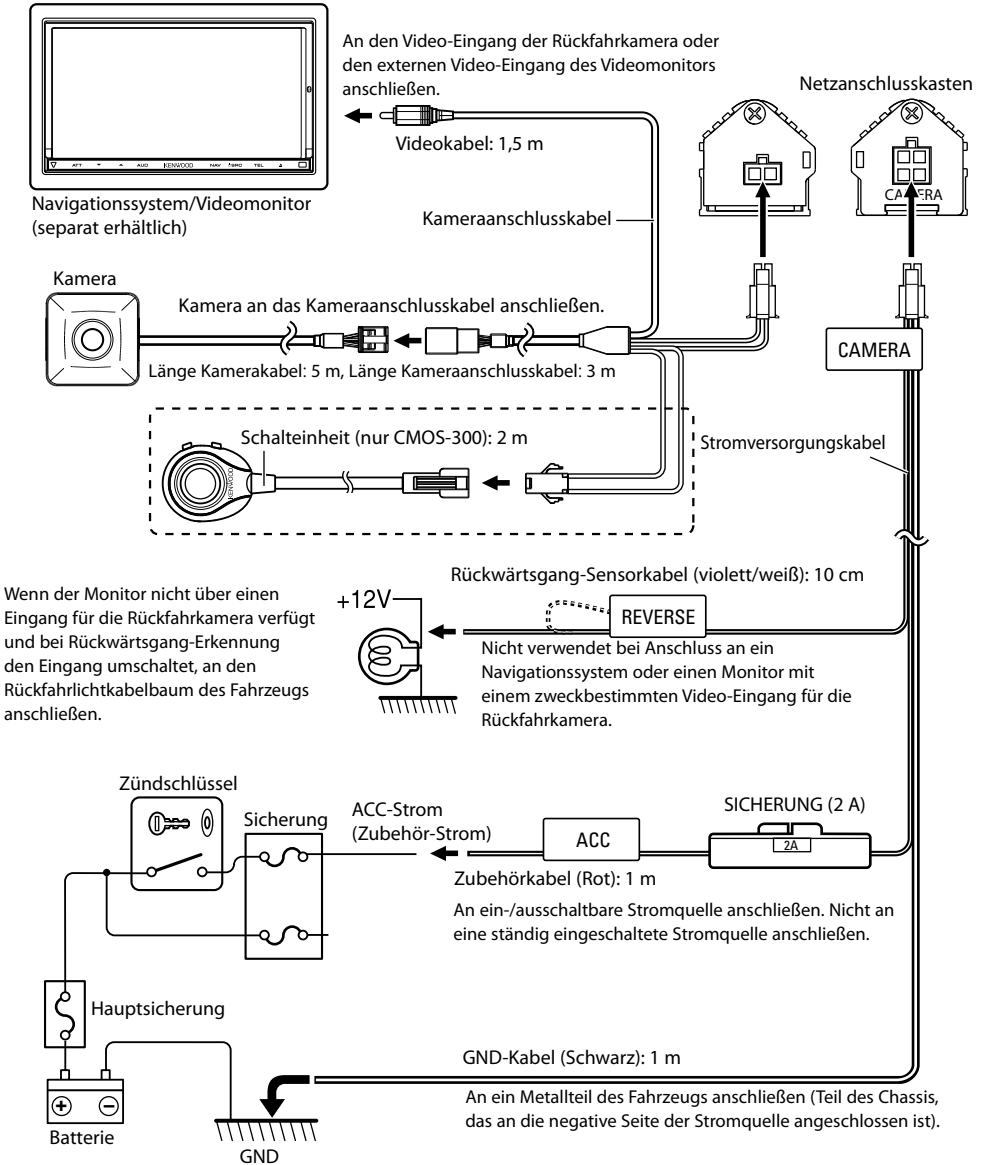 An den Video-Eingang der Rückfahrkamera oder
den externen Video-Eingang des Videomonitors
anschließen.
Netzanschlusskasten
Videokabel: 1,5 m
ATT
AUD
KENWOOD
NAV
SRC
TEL
Navigationssystem/Videomonitor
(separat erhältlich)
Kameraanschlusskabel
CAMERA
Kamera
Kamera an das Kameraanschlusskabel anschließen.
CAMERA
Länge Kamerakabel: 5 m, Länge Kameraanschlusskabel: 3 m
Schalteinheit (nur CMOS-300): 2 m
KENWOOD
Stromversorgungskabel
Rückwärtsgang-Sensorkabel (violett/weiß): 10 cm
Wenn der Monitor nicht über einen
Eingang für die Rückfahrkamera verfügt
und bei Rückwärtsgang-Erkennung
den Eingang umschaltet, an den
Rückfahrlichtkabelbaum des Fahrzeugs
anschließen.
+12V
REVERSE
Nicht verwendet bei Anschluss an ein
Navigationssystem oder einen Monitor mit
einem zweckbestimmten Video-Eingang für die
Rückfahrkamera.
Zündschlüssel
Sicherung
ACC-Strom
(Zubehör-Strom)
ACC
SICHERUNG (2 A)
2A
Zubehörkabel (Rot): 1 m
An ein-/ausschaltbare Stromquelle anschließen. Nicht an
eine ständig eingeschaltete Stromquelle anschließen.
Hauptsicherung
GND-Kabel (Schwarz): 1 m
An ein Metallteil des Fahrzeugs anschließen (Teil des Chassis,
das an die negative Seite der Stromquelle angeschlossen ist).
+ −
Batterie
GND